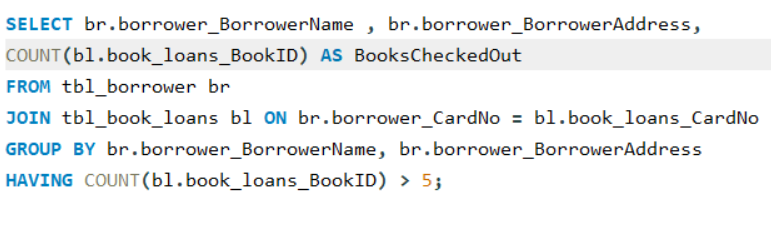 SELECT br.borrower_BorrowerName , br.borrower_BorrowerAddress,
COUNT(bl.book_loans_BookID) AS BooksCheckedOut
FROM tbl_borrower br
JOIN tbl_book_loans bl ON br.borrower_CardNo = bl.book_loans_CardNo
GROUP BY br.borrower_BorrowerName, br.borrower_BorrowerAddress
HAVING COUNT(bl.book_loans_BookID) > 5;